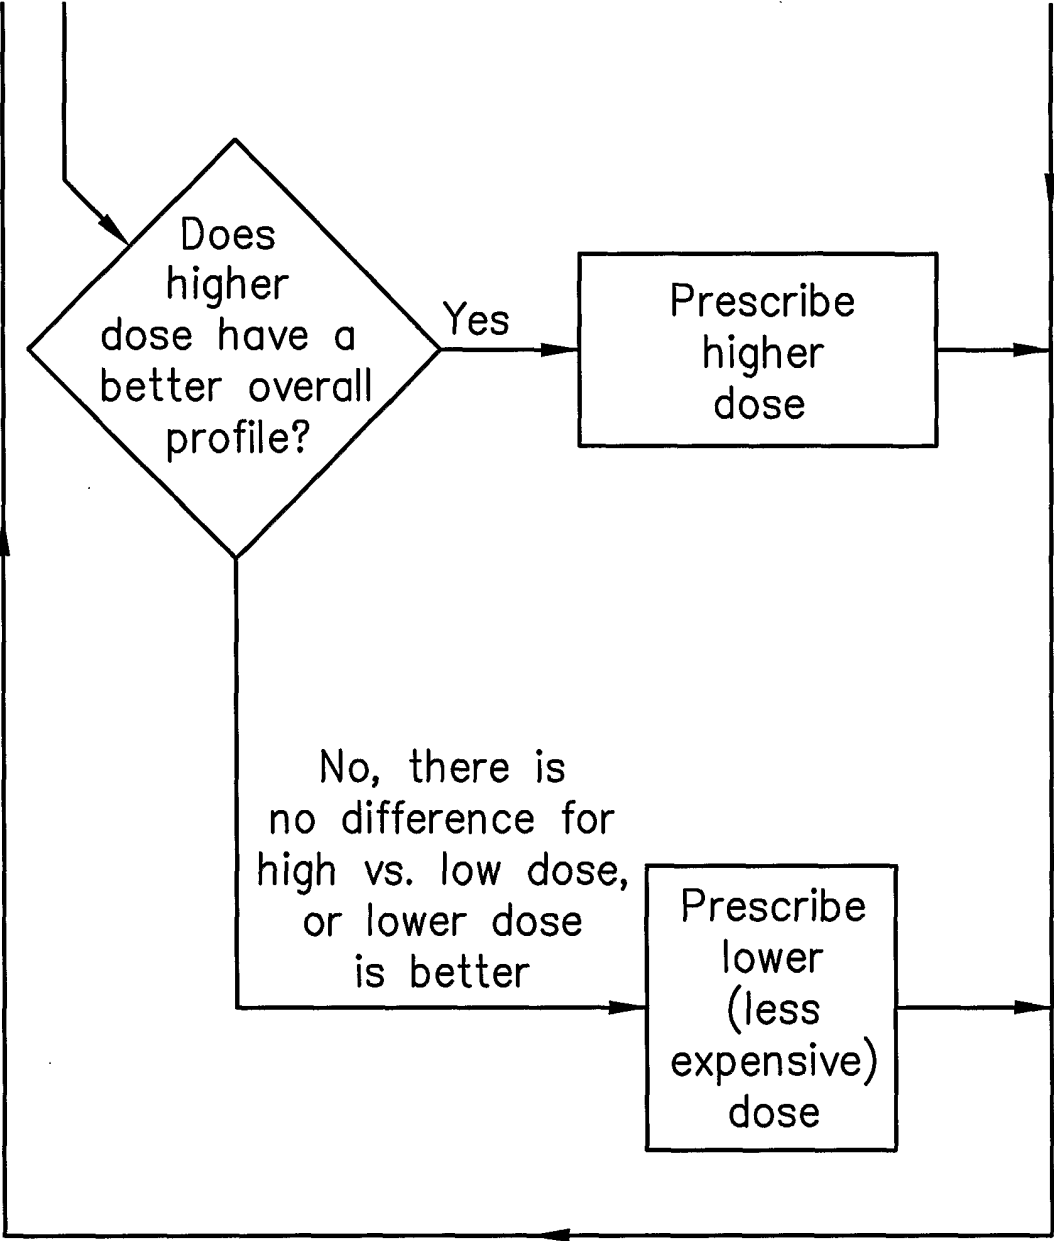 Does
higher
dose have a
better overall
profile?
Yes
Prescribe
higher
dose
No, there is
no difference for
high vs. low dose,
or lower dose
is better
Prescribe
lower
(less
expensive)
dose